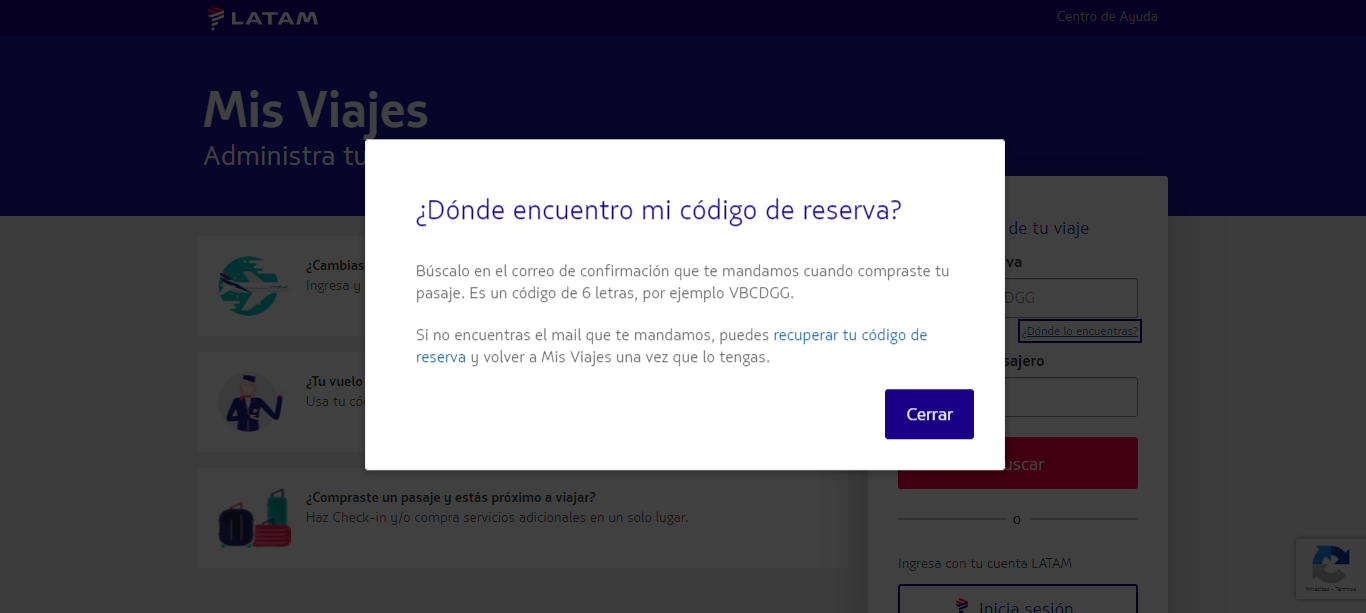 LATAM
Centro de Ayuda
Mis Viajes
Administra tu
¿Dónde encuentro mi código de reserva?
Búscalo en el correo de confirmación que te mandamos cuando compraste tu
pasaje. Es un código de 6 letras, por ejemplo VBCDGG.
Si no encuentras el mail que te mandamos, puedes recuperar tu código de
reserva y volver a Mis Viajes una vez que lo tengas.
Cerrar
de tu viaje
¿Cambias
Ingresa y
¿Dónde lo encuentras?
¿Tu vuelo
Usa tu
¿Compraste un pasaje y estás próximo a viajar?
Haz Check-in y/o compra servicios adicionales en un solo lugar.
o
Ingresa con tu cuenta LATAM
Inicia sesión
Privacidad - Términos